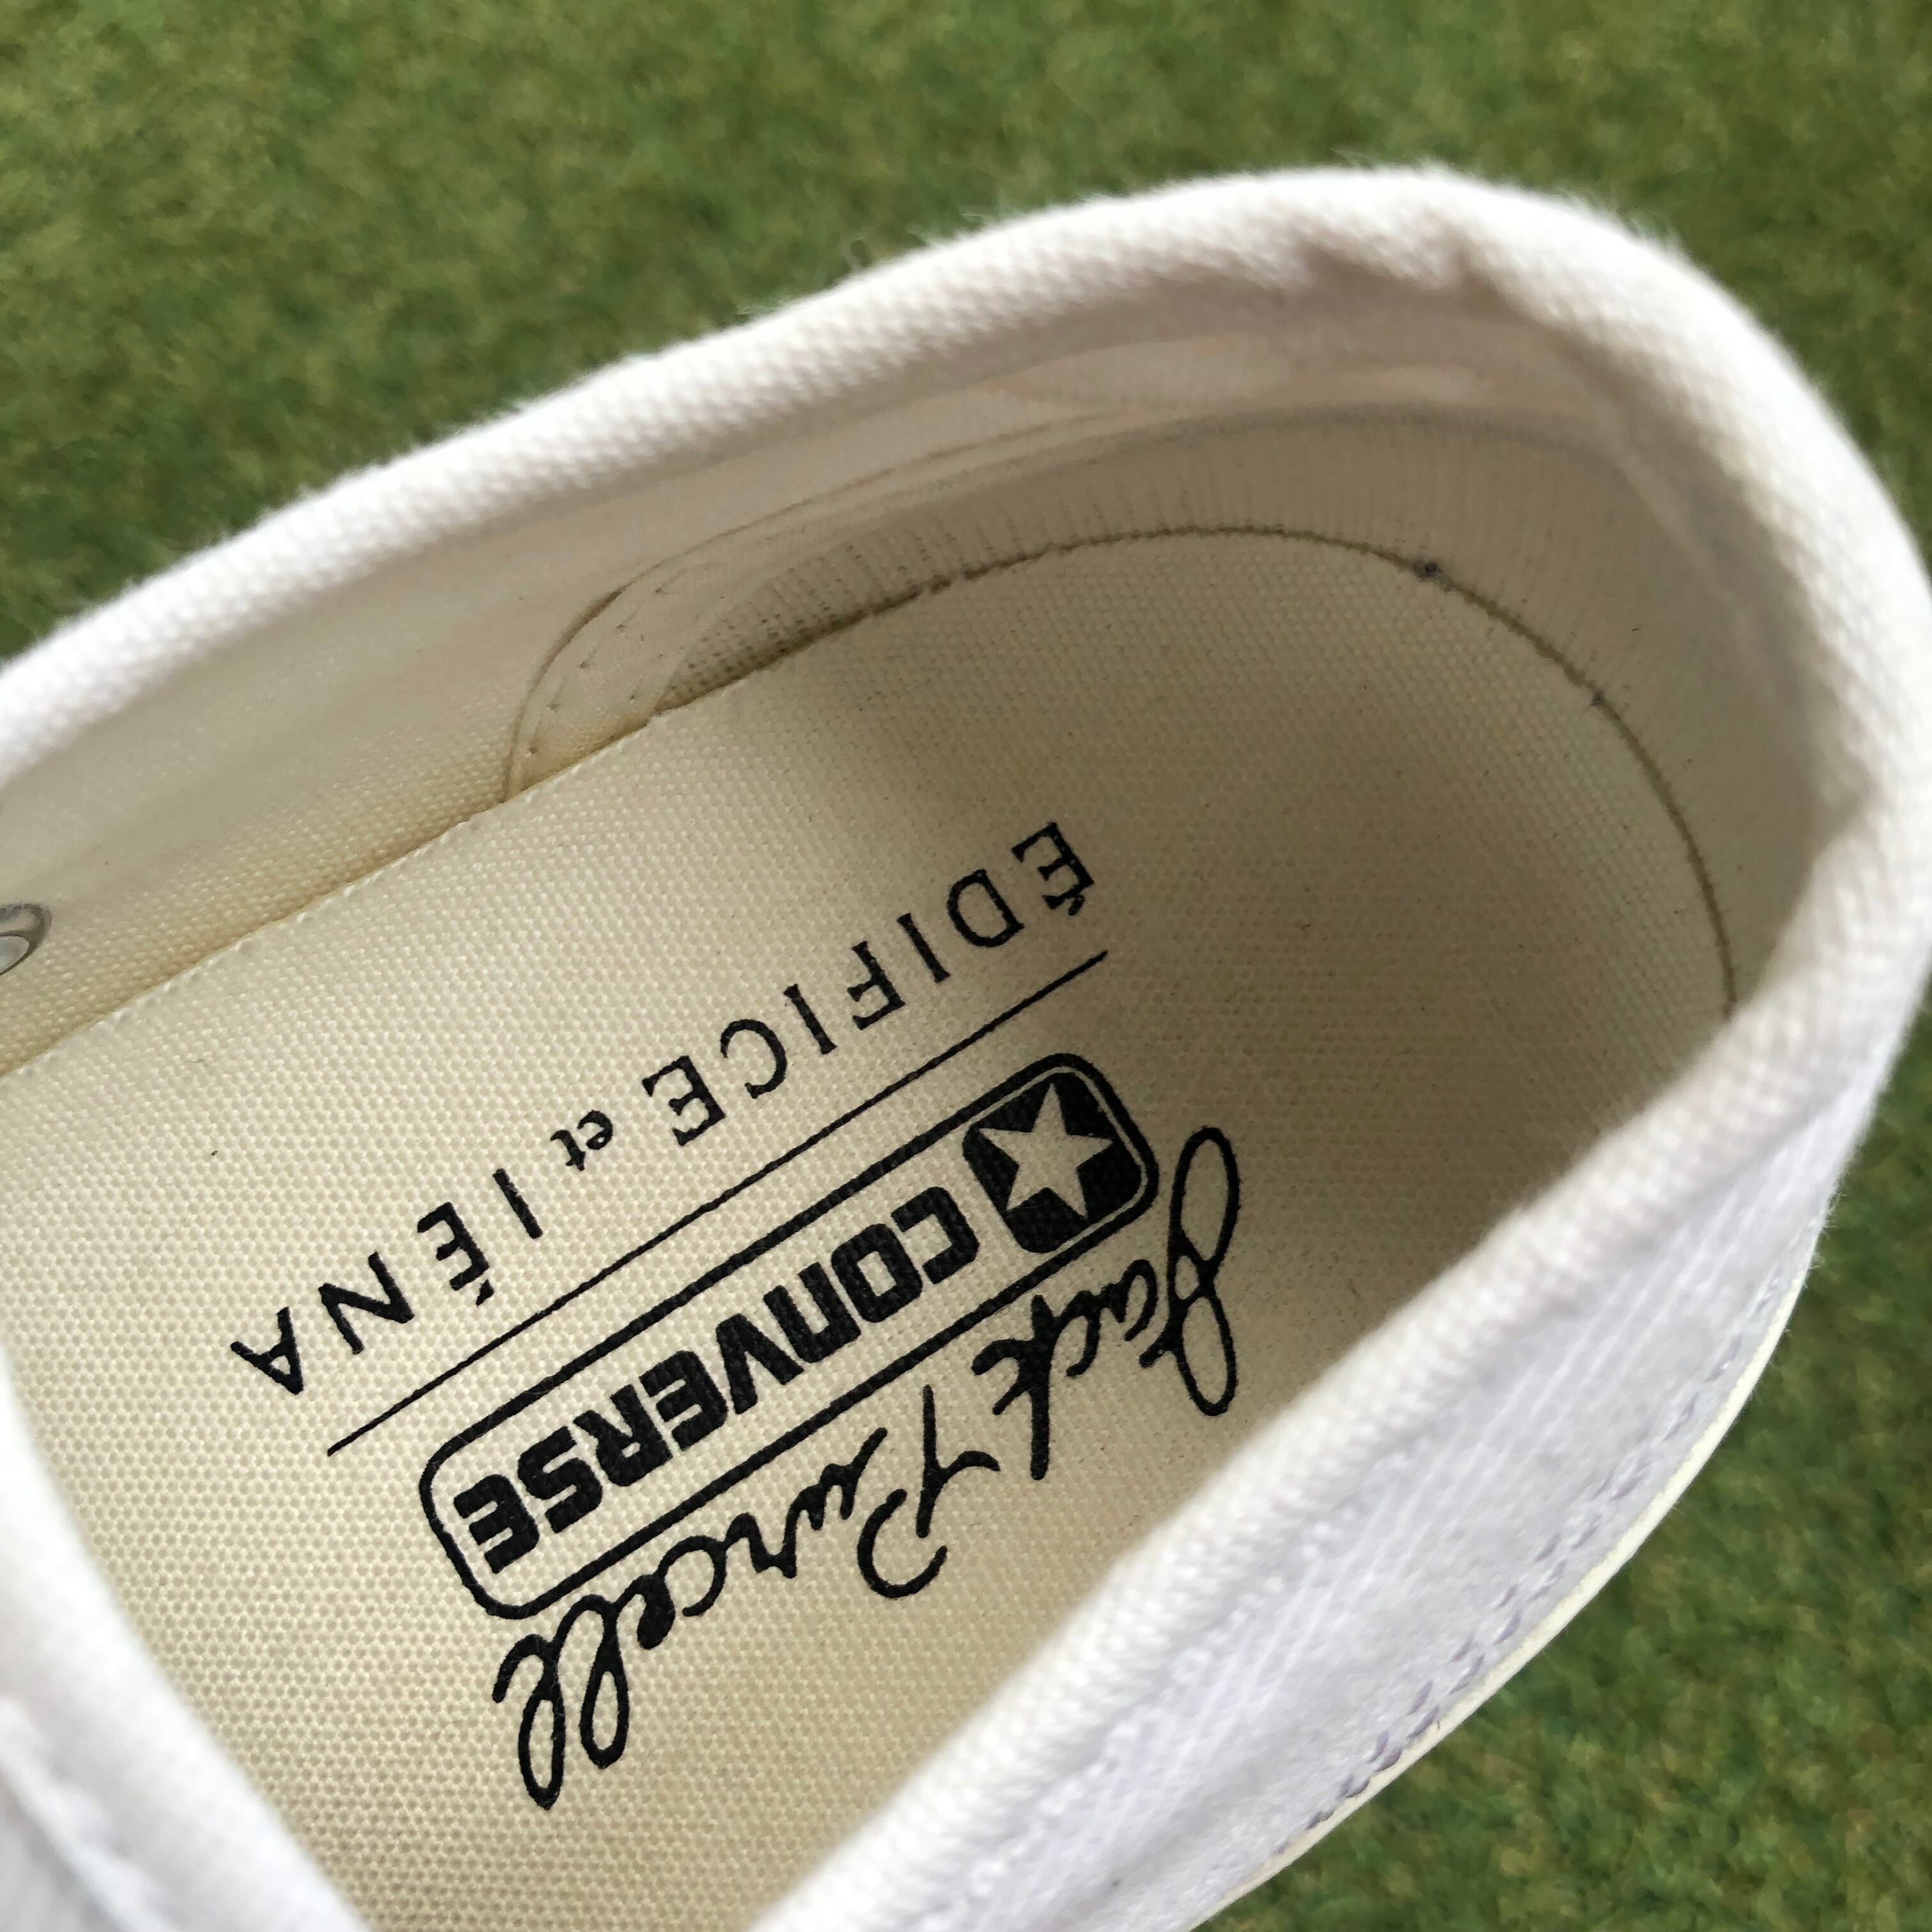 Jack Purcell
CONVERSE
ÉDIFICE et IÉNA